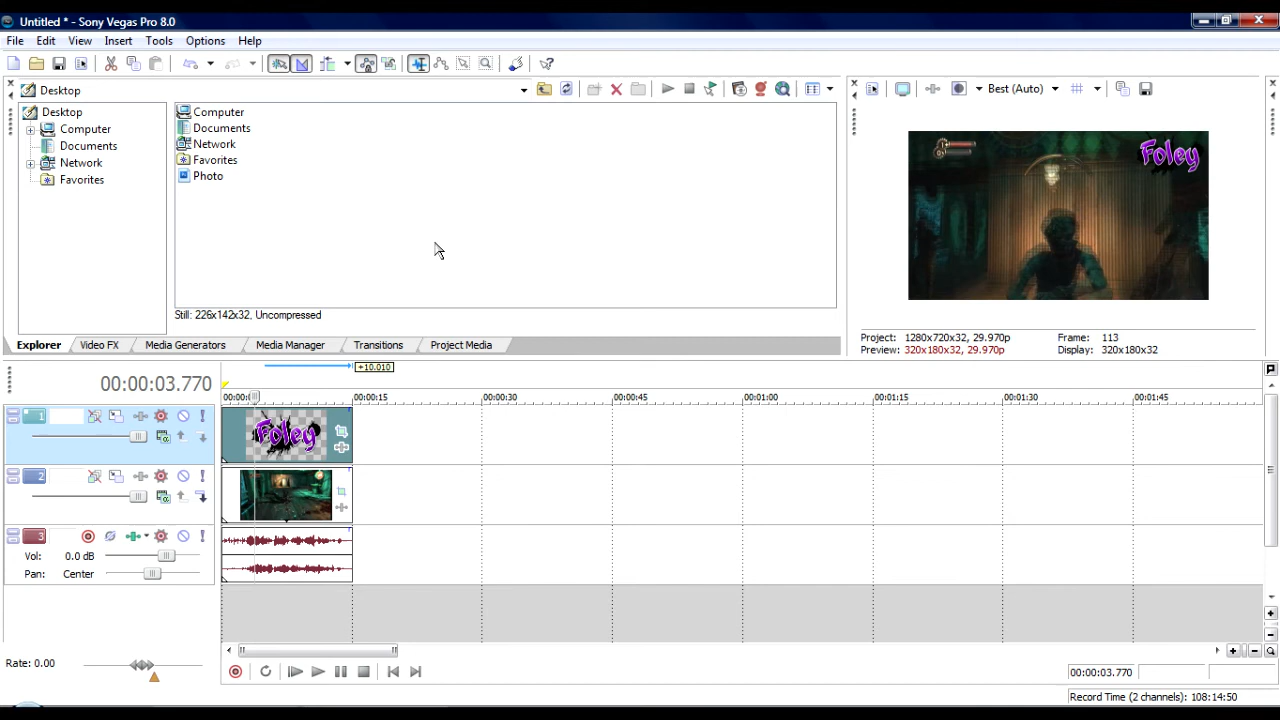 Untitled * - Sony Vegas Pro 8.0
File Edit View Insert Tools Options Help
Desktop
Best (Auto)
Desktop
Computer
Documents
Network
Favorites
Computer
Documents
Network
Favorites
Photo
Foley
Still: 226x142x32, Uncompressed
Explorer Video FX Media Generators Media Manager Transitions Project Media
Project: 1280x720x32, 29.970p Frame: 113
Preview: 320x180x32, 29.970p Display: 320x180x32
+10.010
00:00:03.770
00:00:15 00:00:30 00:00:45 00:01:00 00:01:15 00:01:30 00:01:45
1
Foley
2
3
Vol: 0.0 dB
Pan: Center
Rate: 0.00
00:00:03.770
Record Time (2 channels): 108:14:50